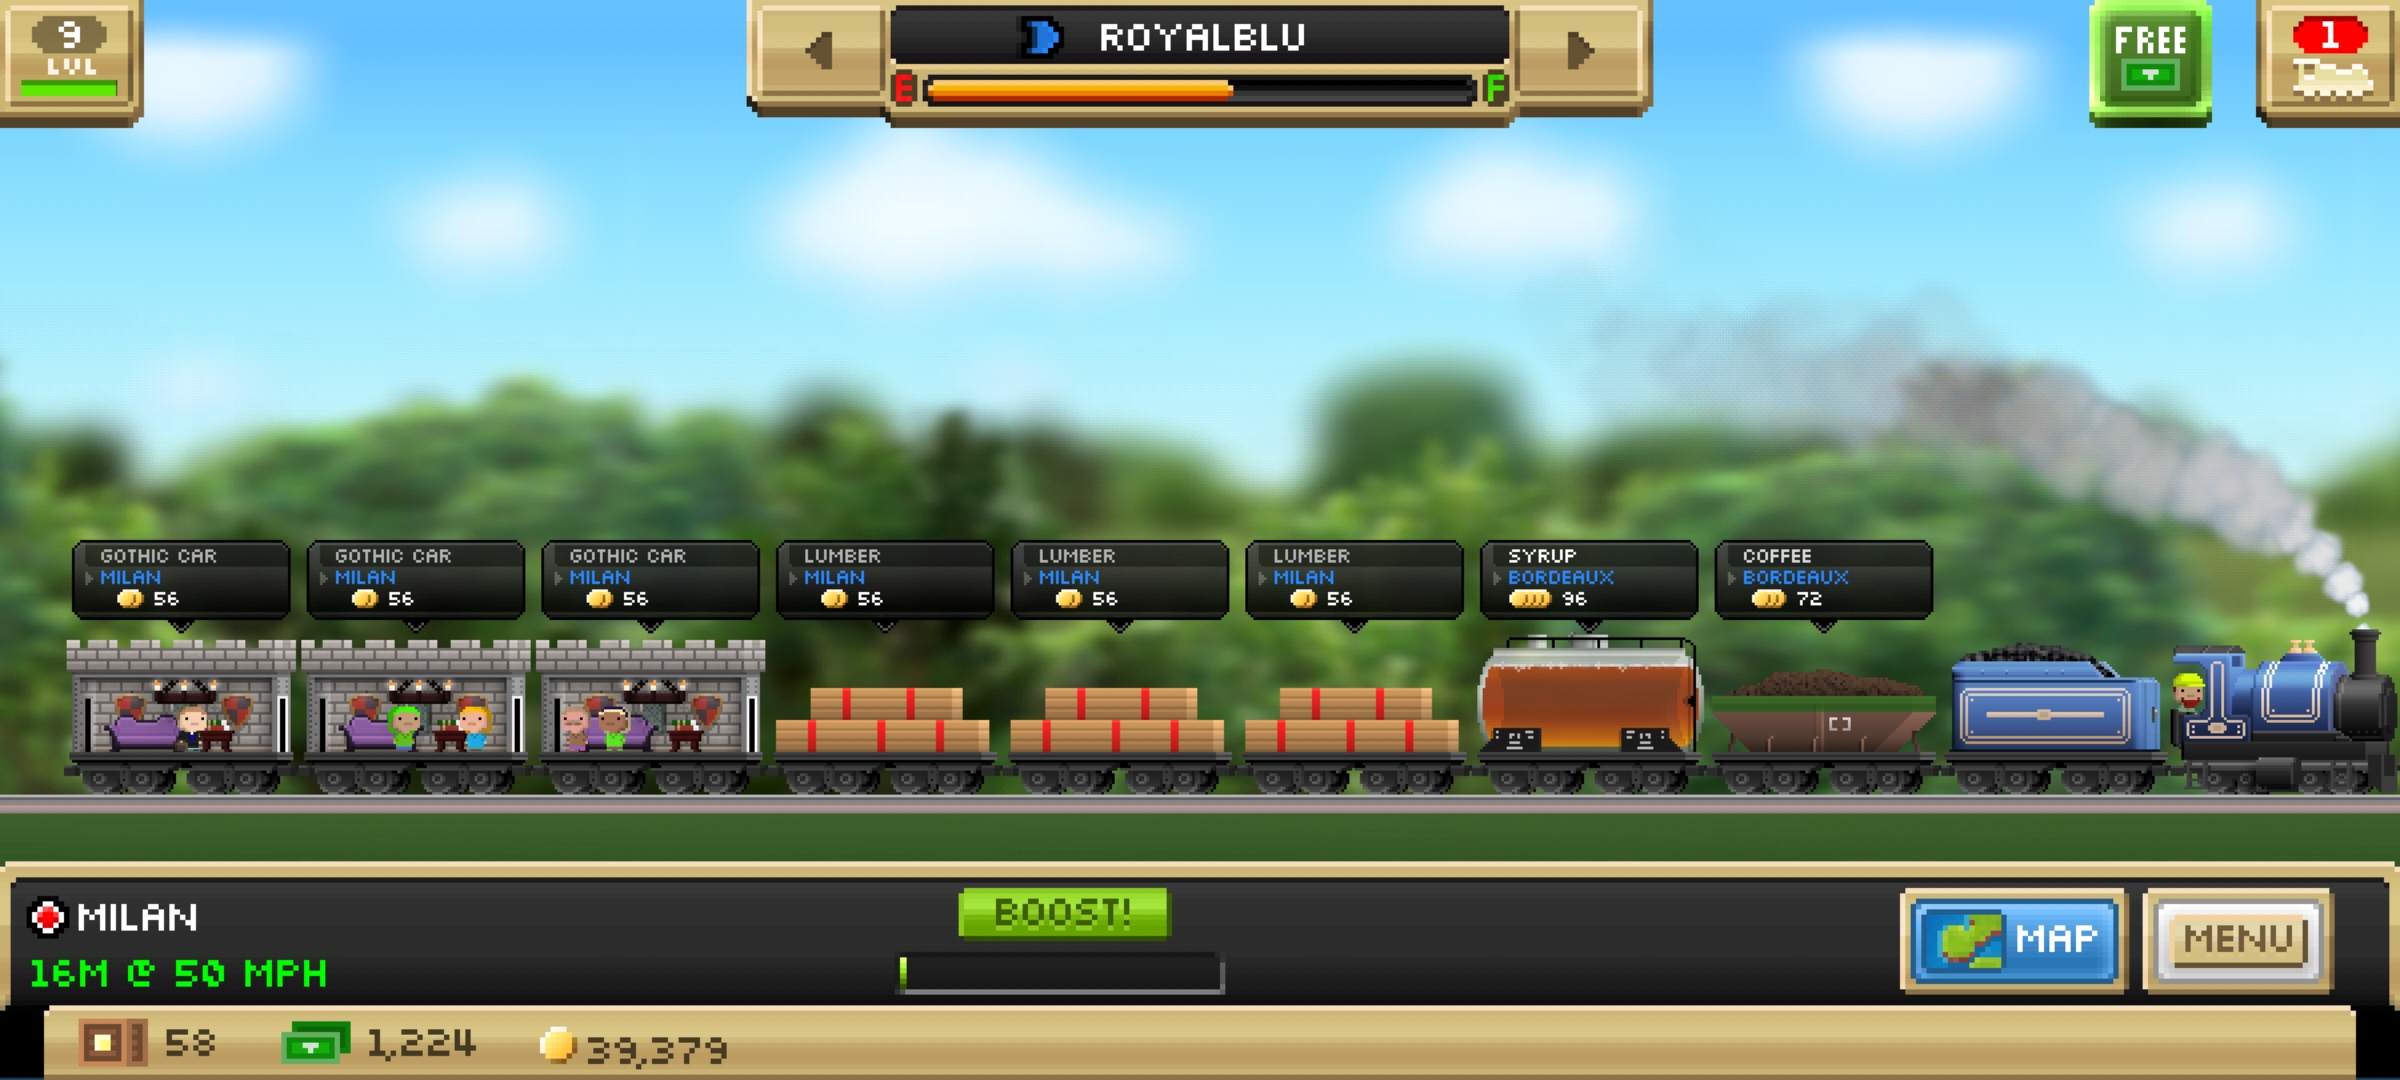 9
LVL
ROYALBLU
E F
FREE
1
GOTHIC CAR
MILAN
56
GOTHIC CAR
MILAN
56
GOTHIC CAR
MILAN
56
LUMBER
MILAN
56
LUMBER
MILAN
56
LUMBER
MILAN
56
SYRUP
BORDEAUX
96
COFFEE
BORDEAUX
72
MILAN
16M @ 50 MPH
BOOST!
MAP
MENU
58
1,224
39,379